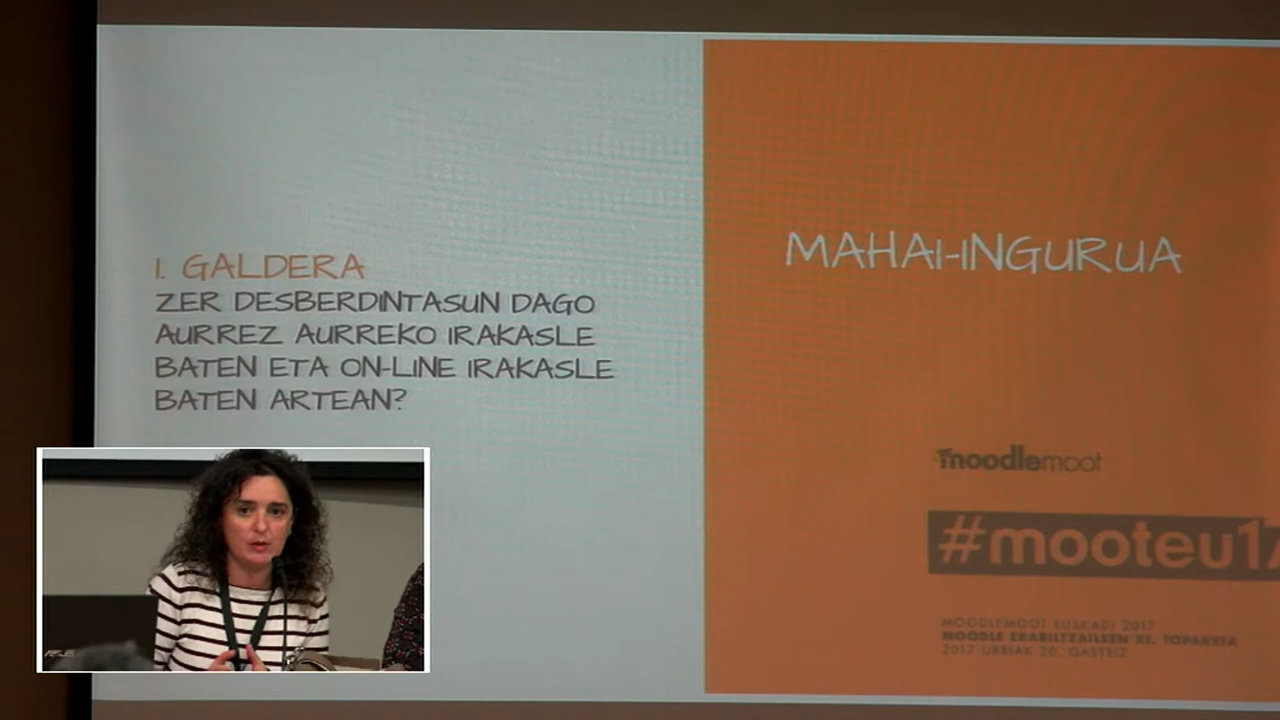 1. GALDERA
ZER DESBERDINTASUN DAGO
AURREZ AURREKO IRAKASLE
BATEN ETA ON-LINE IRAKASLE
BATEN ARTEAN?
MAHAI-INGURUA
moodlemoot
#mooteu17
MOODLEMOOT EUSKADI 2017
MOODLE ERABILTZAILEEN XI. TOPAKETA
2017 URRIAK 20. GASTEIZ